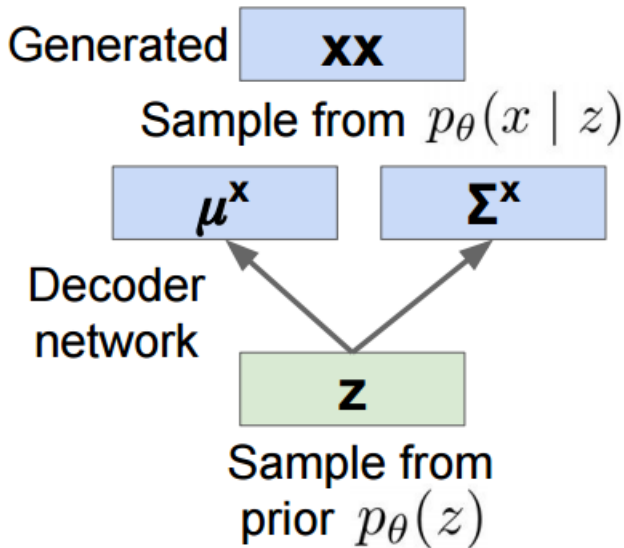 Generated xx
Sample from pθ(x | z)
μx Σx
Decoder
network
z
Sample from
prior pθ(z)